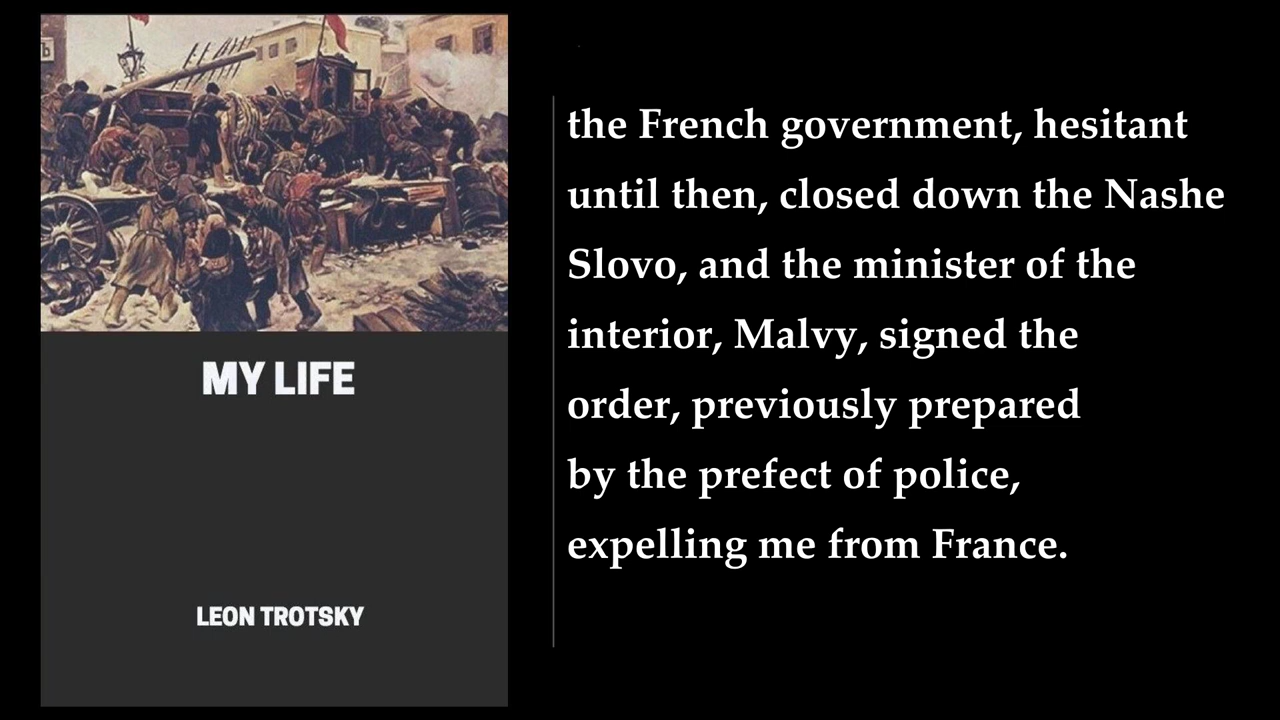 MY LIFE
LEON TROTSKY
the French government, hesitant
until then, closed down the Nashe
Slovo, and the minister of the
interior, Malvy, signed the
order, previously prepared
by the prefect of police,
expelling me from France.